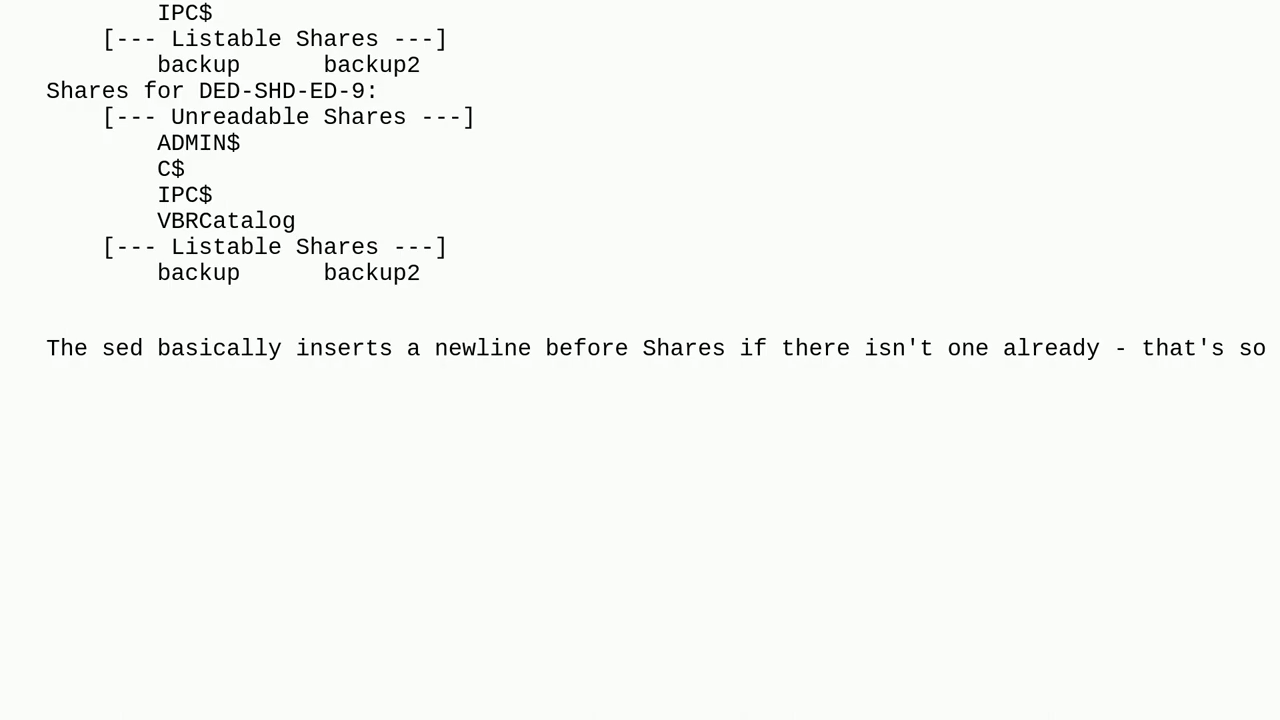 IPC$
[--- Listable Shares ---]
backup      backup2
Shares for DED-SHD-ED-9:
[--- Unreadable Shares ---]
ADMIN$
C$
IPC$
VBRCatalog
[--- Listable Shares ---]
backup      backup2
The sed basically inserts a newline before Shares if there isn't one already - that's so